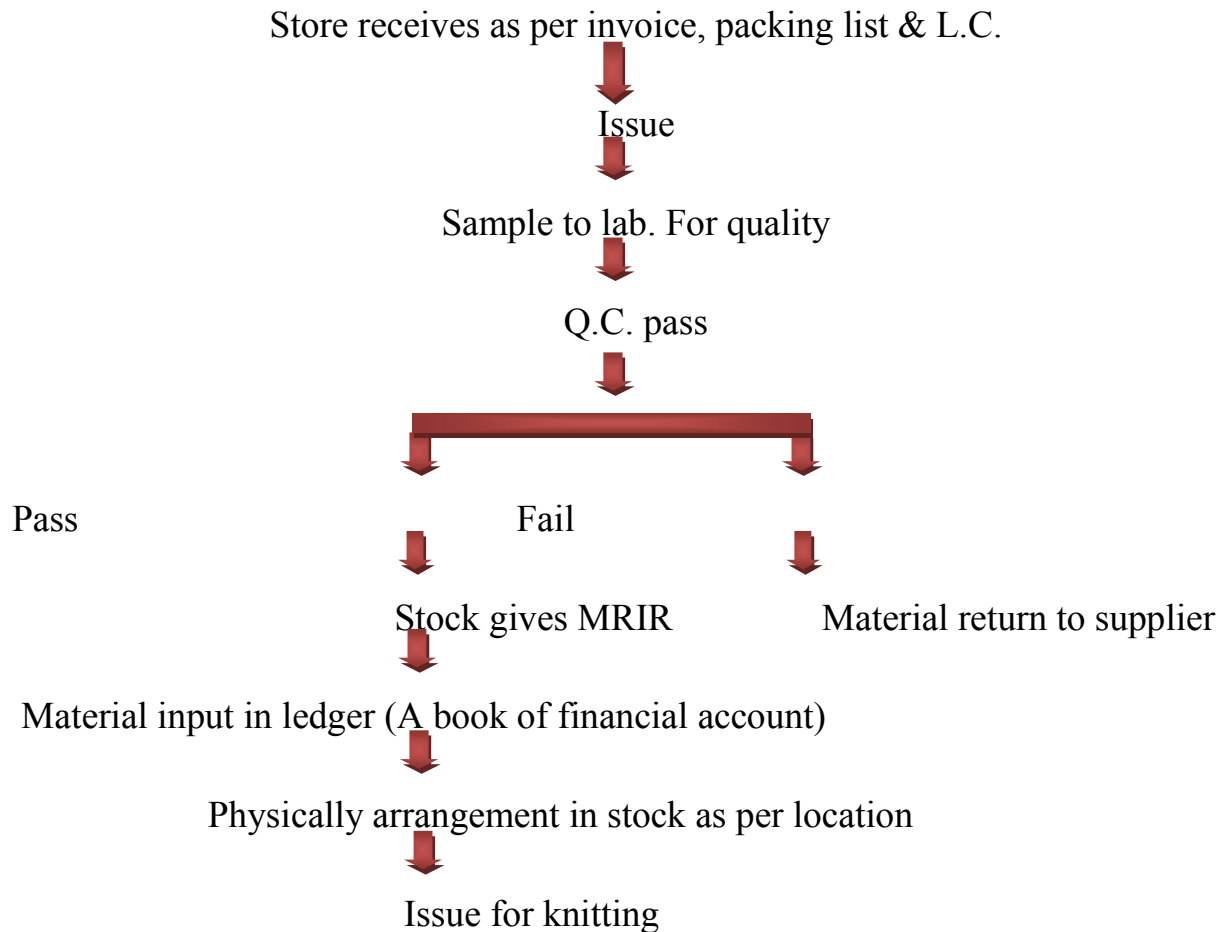 Store receives as per invoice, packing list & L.C.
Issue
Sample to lab. For quality
Q.C. pass
Pass Fail
Stock gives MRIR Material return to supplier
Material input in ledger (A book of financial account)
Physically arrangement in stock as per location
Issue for knitting